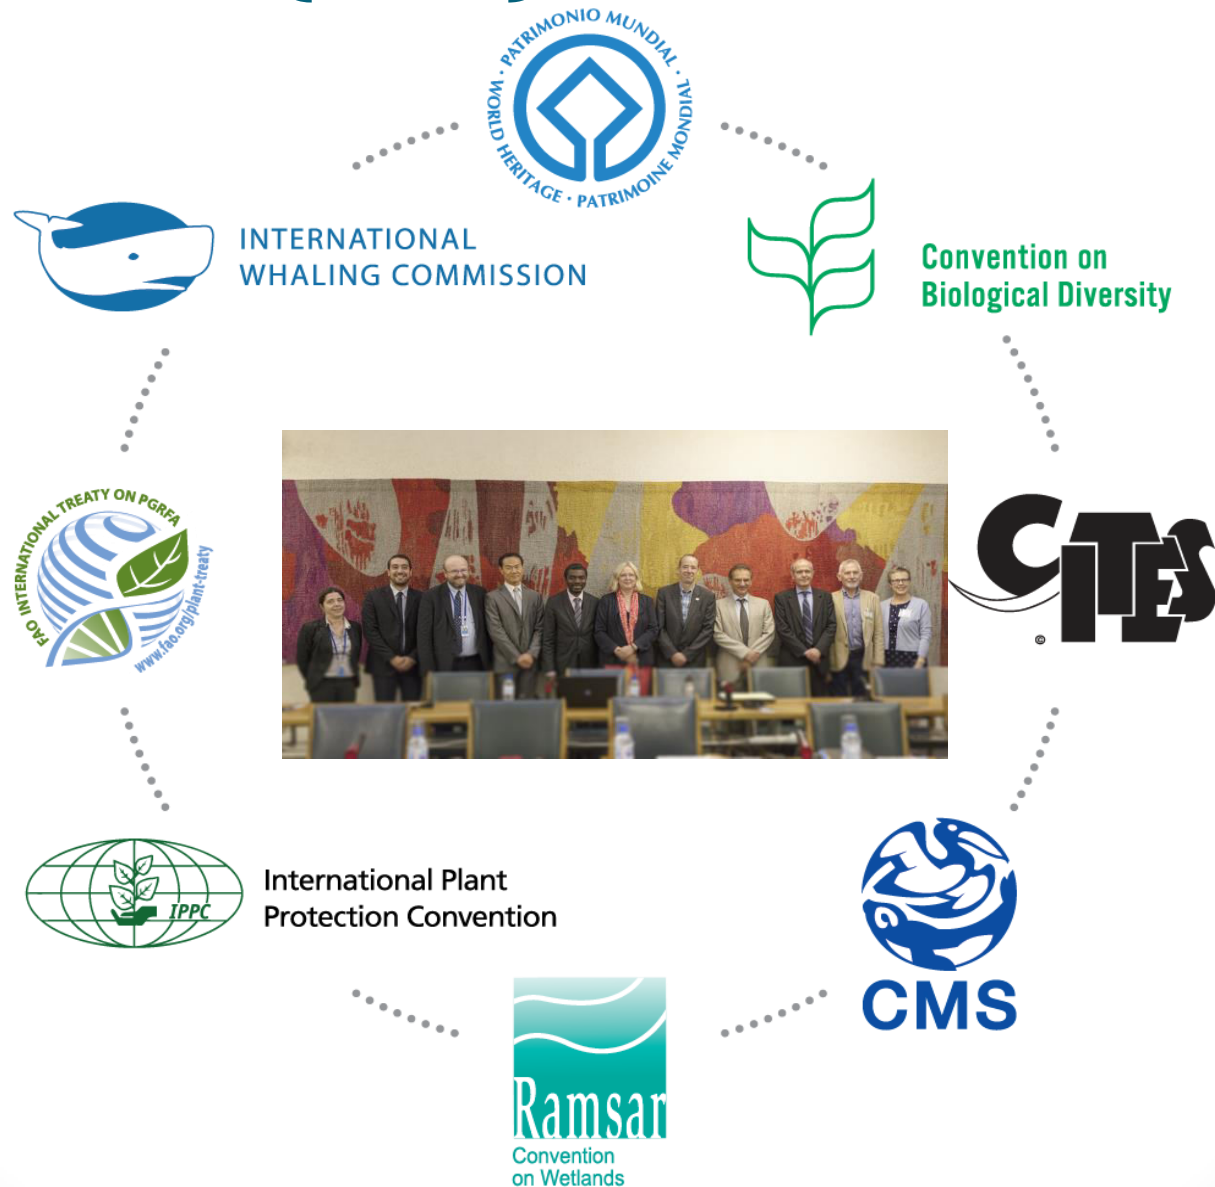 · PATRIMONIO MUNDIAL ·
WORLD HERITAGE · PATRIMOINE MONDIAL
INTERNATIONAL
WHALING COMMISSION
Convention on
Biological Diversity
FAO INTERNATIONAL TREATY ON PGRFA
www.fao.org/plant-treaty
CITES
©
IPPC
International Plant
Protection Convention
CMS
Ramsar
Convention
on Wetlands